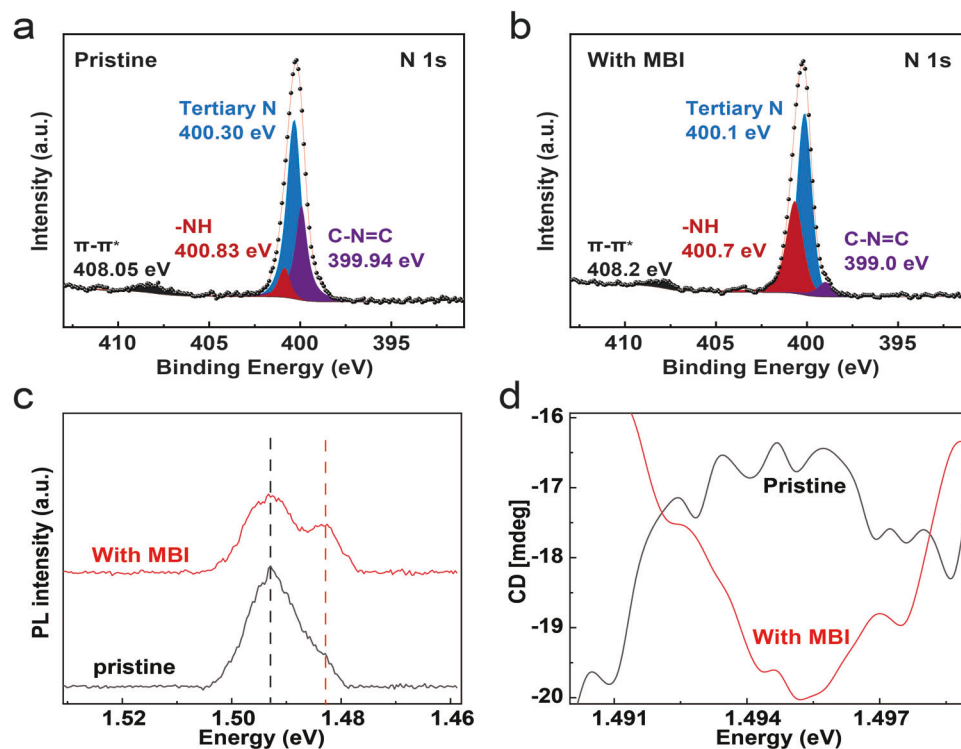 a
Pristine
N 1s
Tertiary N
400.30 eV
-NH
400.83 eV
C-N=C
399.94 eV
π-π*
408.05 eV
Intensity (a.u.)
410
405
400
395
Binding Energy (eV)
b
With MBI
N 1s
Tertiary N
400.1 eV
-NH
400.7 eV
C-N=C
399.0 eV
π-π*
408.2 eV
Intensity (a.u.)
410
405
400
395
Binding Energy (eV)
c
With MBI
pristine
PL intensity (a.u.)
1.52
1.50
1.48
1.46
Energy (eV)
d
-16
-17
-18
-19
-20
CD [mdeg]
Pristine
With MBI
1.491
1.494
1.497
Energy (eV)